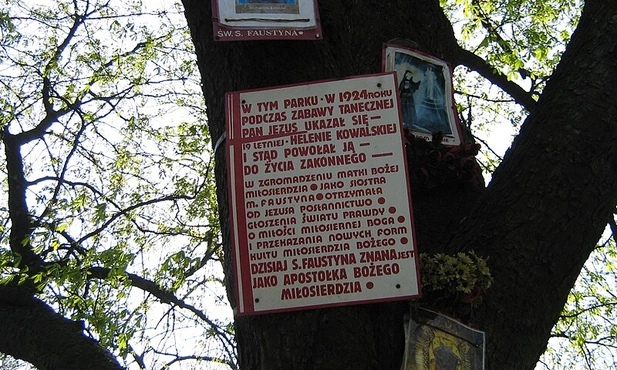 ŚW. S. FAUSTYNA
W TYM PARKU • W 1924 ROKU
PODCZAS ZABAWY TANECZNEJ
PAN JEZUS UKAZAŁ SIĘ —
19 LETNIEJ • HELENIE KOWALSKIEJ
I STĄD POWOŁAŁ JĄ —
DO ŻYCIA ZAKONNEGO —
W ZGROMADZENIU MATKI BOŻEJ
MIŁOSIERDZIA • JAKO SIOSTRA
M. FAUSTYNA • OTRZYMAŁA
OD JEZUSA POSŁANNICTWO •
GŁOSZENIA ŚWIATU PRAWDY •
O MIŁOŚCI MIŁOSIERNEJ BOGA •
I PRZEKAZANIA NOWYCH FORM
KULTU MIŁOSIERDZIA BOŻEGO •
DZISIAJ S. FAUSTYNA ZNANA JEST
JAKO APOSTOŁKA BOŻEGO
MIŁOSIERDZIA •